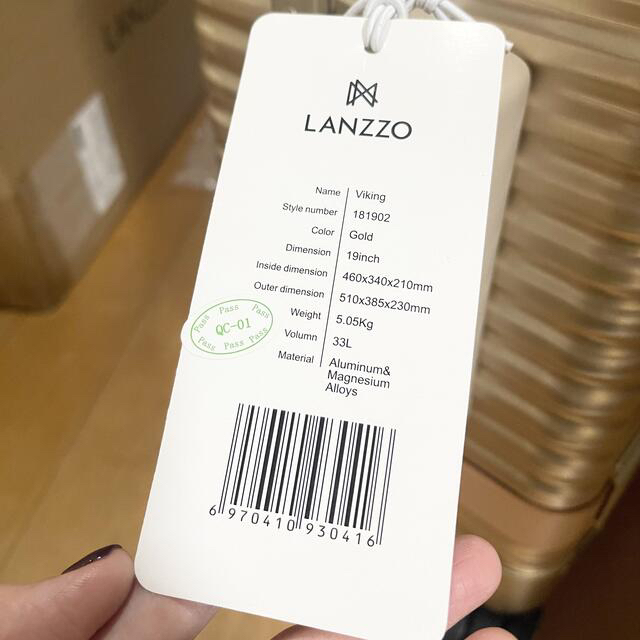 LANZZO
Name Viking
Style number 181902
Color Gold
Dimension 19inch
Inside dimension 460x340x210mm
Outer dimension 510x385x230mm
Weight 5.05Kg
Volumn 33L
Material Aluminum&
Magnesium
Alloys
Pass Pass Pass
QC-01
Pass Pass Pass
6 970410 930416